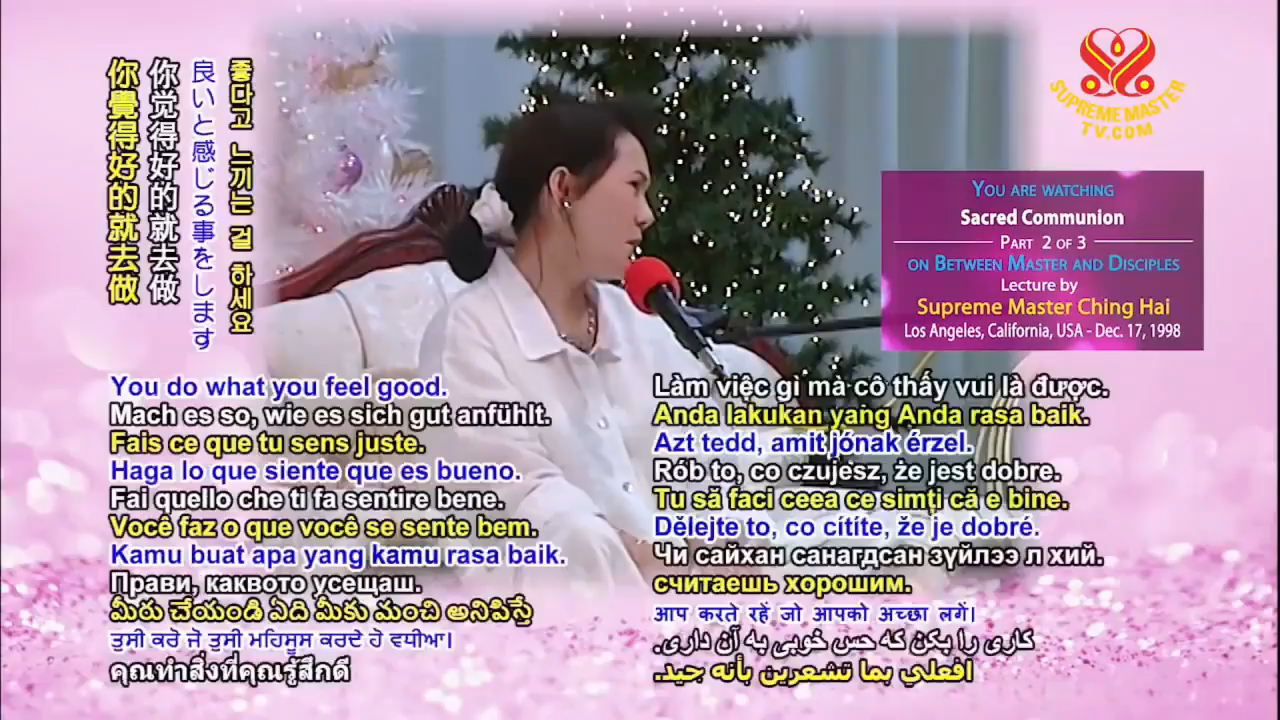 좋다고 느끼는 걸 하세요
良いと感じる事をします
你觉得好的就去做
你覺得好的就去做
SUPREME MASTER
TV.COM
YOU ARE WATCHING
Sacred Communion
PART 2 OF 3
ON BETWEEN MASTER AND DISCIPLES
Lecture by
Supreme Master Ching Hai
Los Angeles, California, USA - Dec. 17, 1998
You do what you feel good.
Mach es so, wie es sich gut anfühlt.
Fais ce que tu sens juste.
Haga lo que siente que es bueno.
Fai quello che ti fa sentire bene.
Você faz o que você se sente bem.
Kamu buat apa yang kamu rasa baik.
Прави, каквото усещаш.
మీరు చేయండి ఏది మీకు మంచి అనిపిస్తే
ਤੁਸੀ ਕਰੋ ਜੋ ਤੁਸੀ ਮਹਿਸੂਸ ਕਰਦੇ ਹੋ ਵਧੀਆ।
คุณทำสิ่งที่คุณรู้สึกดี
Làm việc gì mà cô thấy vui là được.
Anda lakukan yang Anda rasa baik.
Azt tedd, amit jónak érzel.
Rób to, co czujesz, że jest dobre.
Tu să faci ceea ce simți că e bine.
Dělejte to, co cítíte, že je dobré.
Чи сайхан санагдсан зүйлээ л хий.
считаешь хорошим.
आप करते रहें जो आपको अच्छा लगें।
کاری را بکن که حس خوبی به آن داری.
افعلي بما تشعرين بأنه جيد.